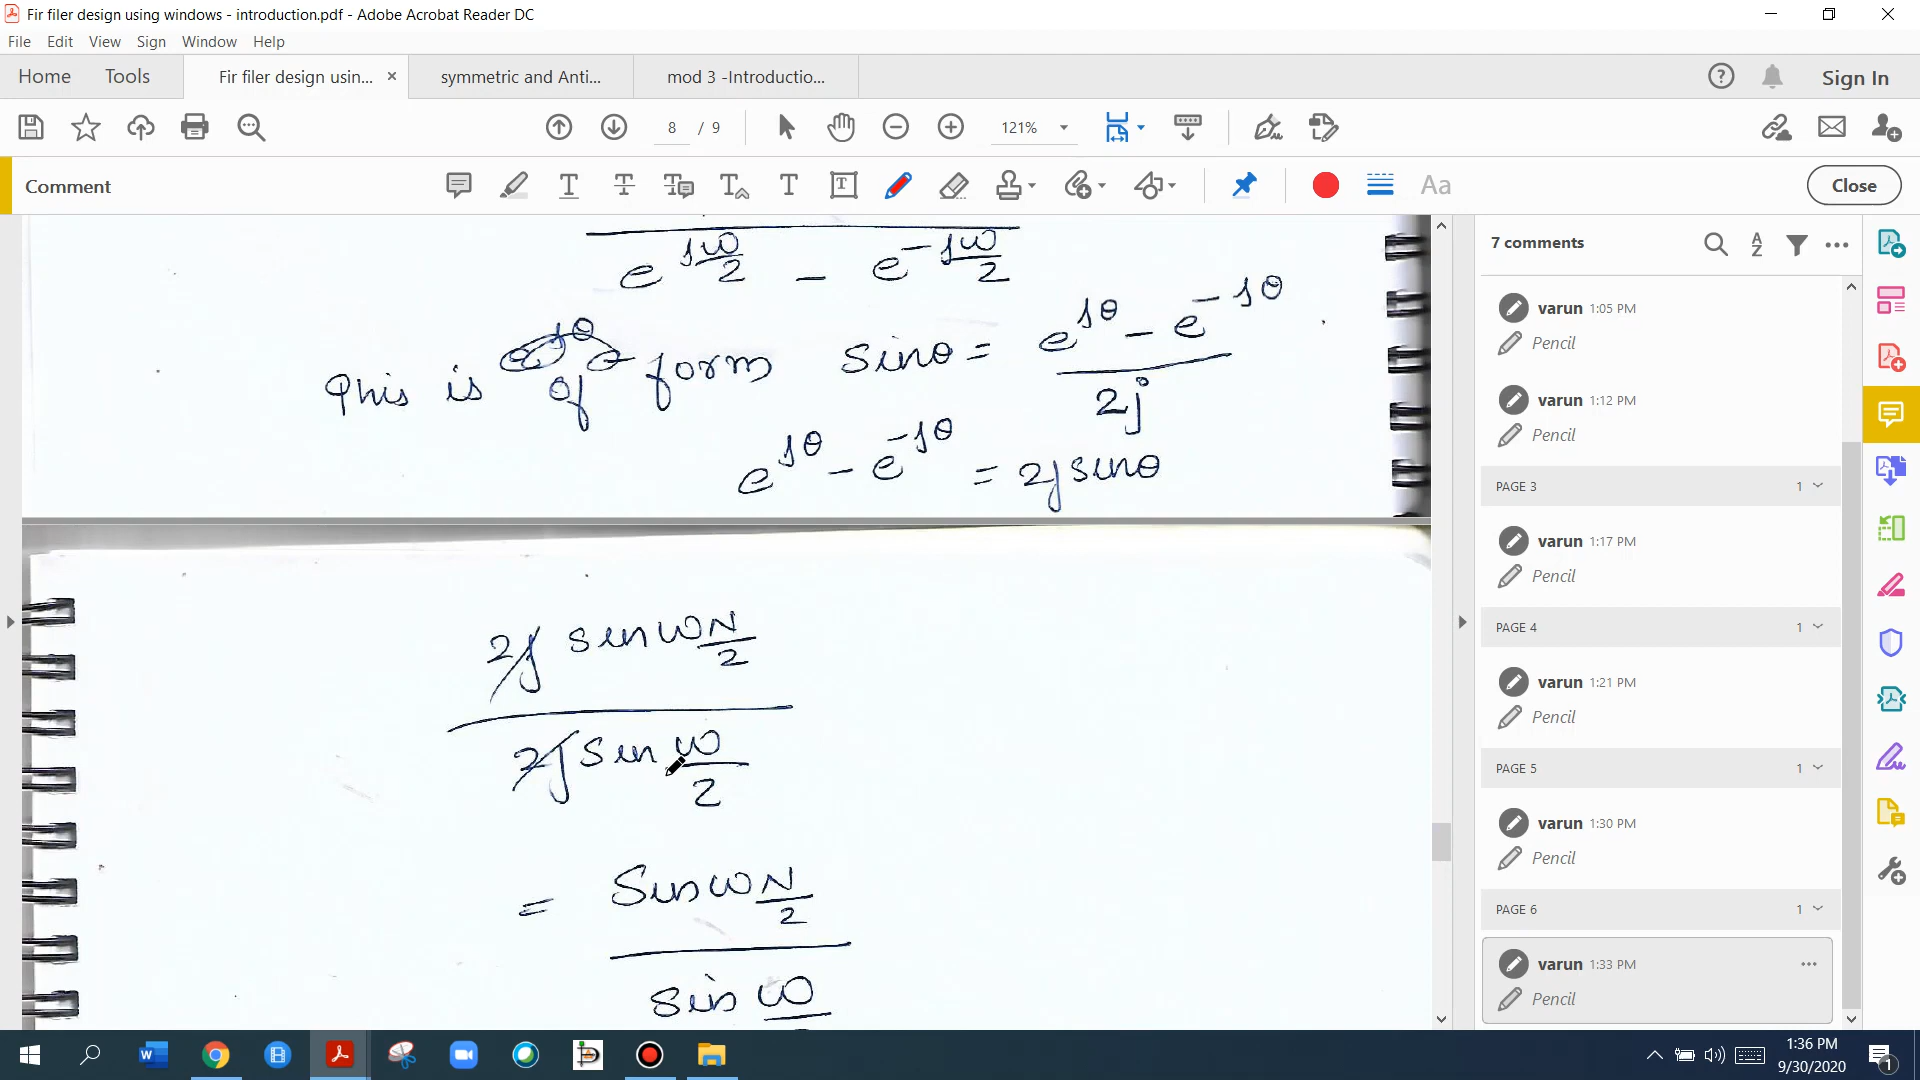 Fir filer design using windows - introduction.pdf - Adobe Acrobat Reader DC
File Edit View Sign Window Help
Home Tools Fir filer design usin... × symmetric and Anti... mod 3 -Introductio... Sign In
8 / 9 121%
Comment Close
7 comments
e^{jω/2} - e^{-jω/2}
This is of form sinθ = (e^{jθ} - e^{-jθ}) / 2j
e^{jθ} - e^{-jθ} = 2j sinθ
2j sin ωN/2
2j sin ω/2
= Sin ωN/2
sin ω
varun 1:05 PM
Pencil
varun 1:12 PM
Pencil
PAGE 3 1
varun 1:17 PM
Pencil
PAGE 4 1
varun 1:21 PM
Pencil
PAGE 5 1
varun 1:30 PM
Pencil
PAGE 6 1
varun 1:33 PM
Pencil
1:36 PM
9/30/2020
1